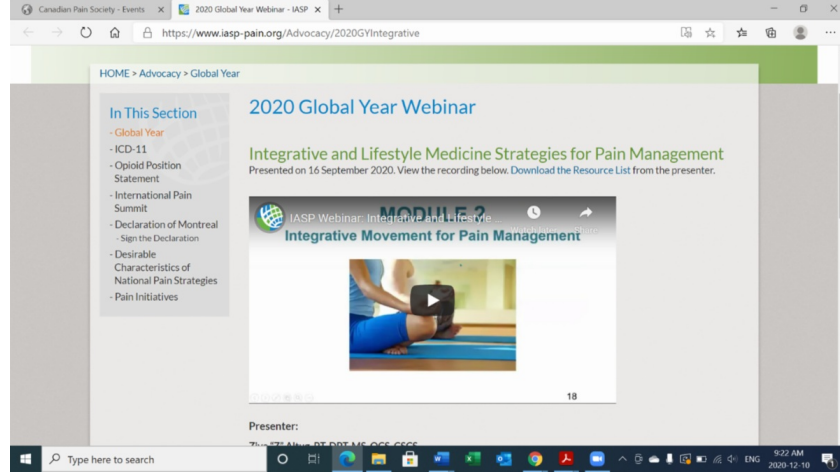 Canadian Pain Society - Events
2020 Global Year Webinar - IASP
https://www.iasp-pain.org/Advocacy/2020GYIntegrative
HOME > Advocacy > Global Year
In This Section
- Global Year
- ICD-11
- Opioid Position
Statement
- International Pain
Summit
- Declaration of Montreal
- Sign the Declaration
- Desirable
Characteristics of
National Pain Strategies
- Pain Initiatives
2020 Global Year Webinar
Integrative and Lifestyle Medicine Strategies for Pain Management
Presented on 16 September 2020. View the recording below. Download the Resource List from the presenter.
MODULE 2
IASP Webinar: Integrative and Lifestyle ...
Integrative Movement for Pain Management
18
Presenter:
Type here to search
ENG
9:22 AM
2020-12-10